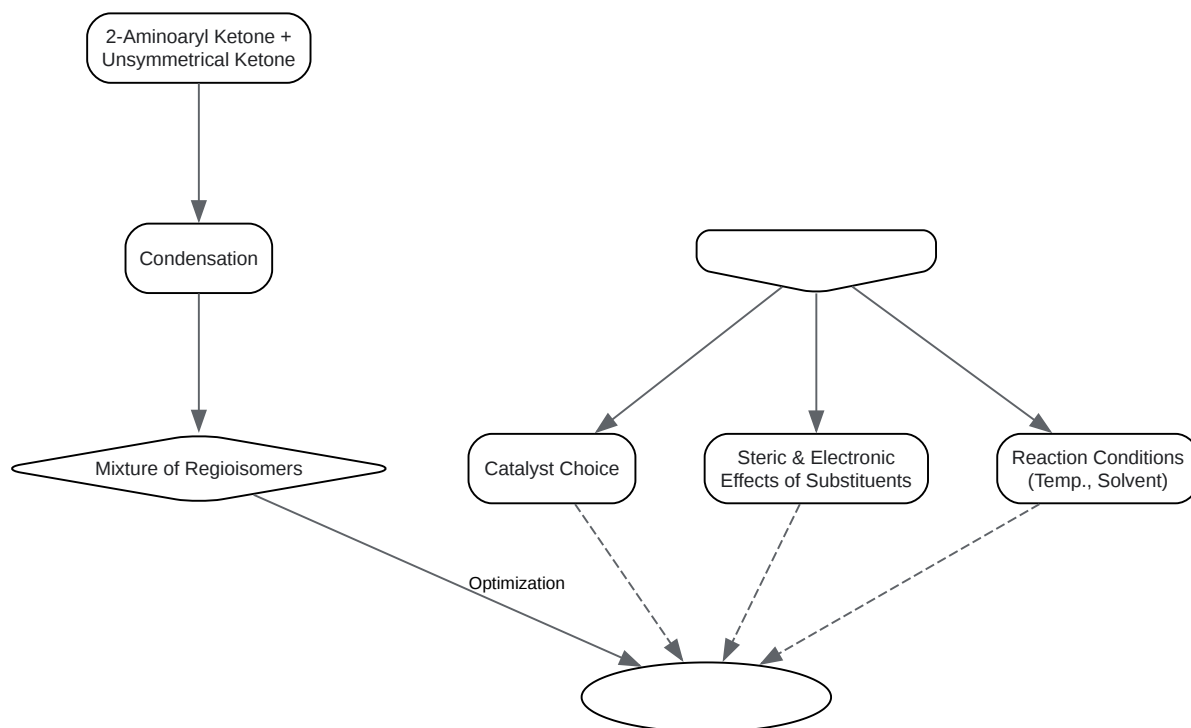 2-Aminoaryl Ketone +
Unsymmetrical Ketone
Condensation
Mixture of Regioisomers
Catalyst Choice
Steric & Electronic
Effects of Substituents
Reaction Conditions
(Temp., Solvent)
Optimization